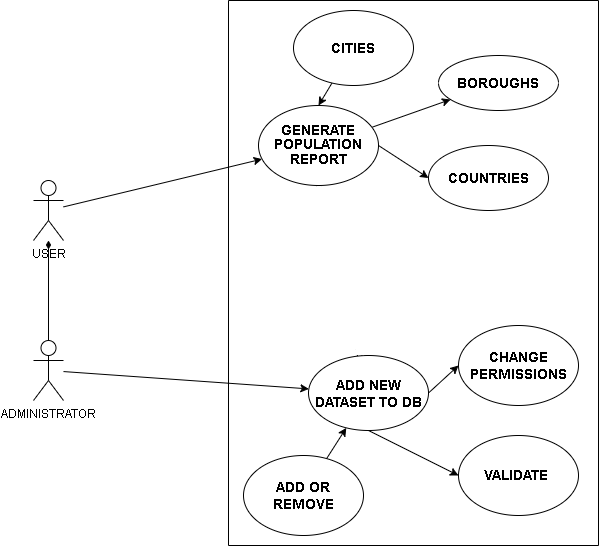 CITIES
BOROUGHS
GENERATE
POPULATION
REPORT
COUNTRIES
USER
CHANGE
PERMISSIONS
ADD NEW
DATASET TO DB
ADMINISTRATOR
VALIDATE
ADD OR
REMOVE